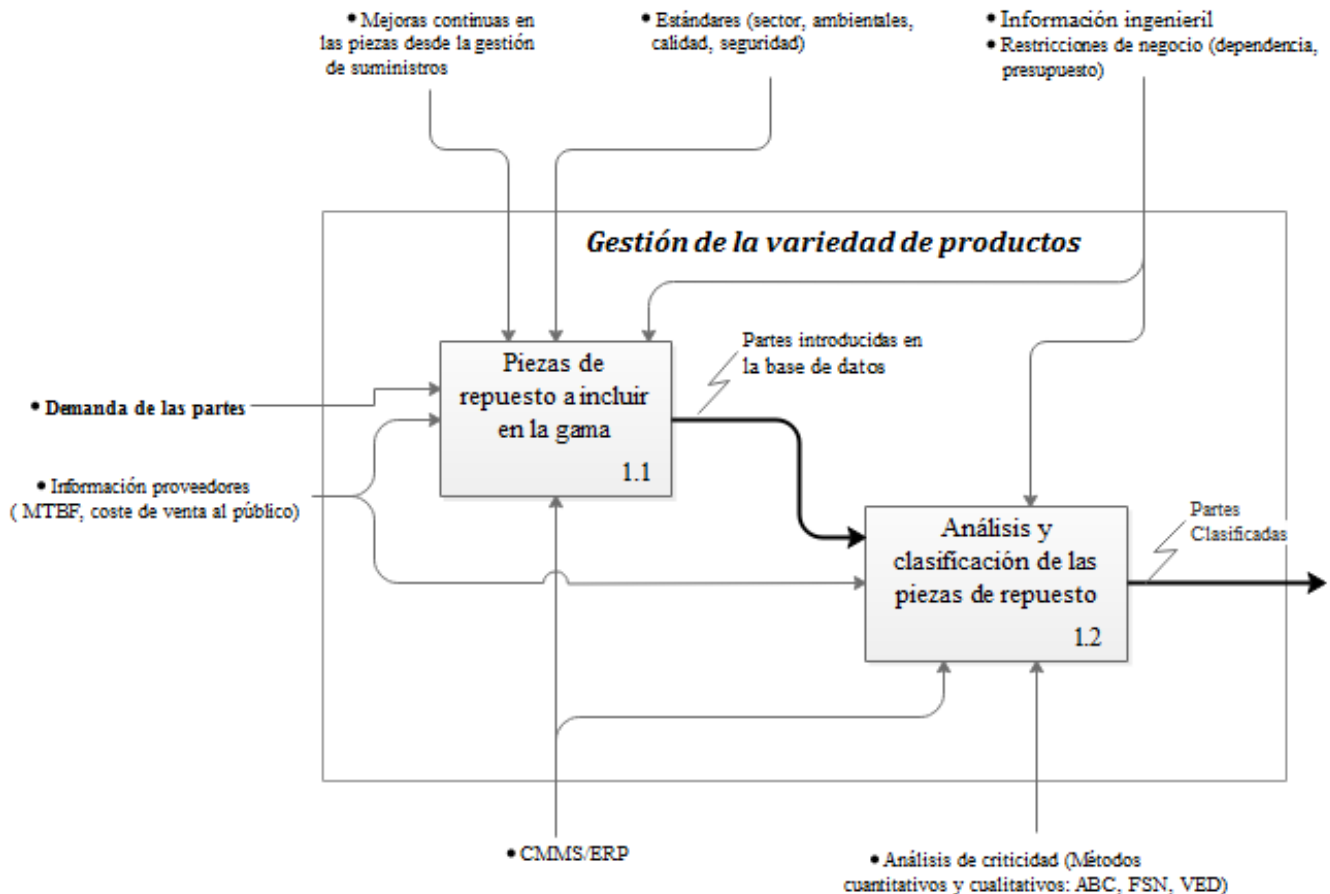 • Mejoras continuas en
las piezas desde la gestión
de suministros
• Estándares (sector, ambientales,
calidad, seguridad)
• Información ingenieril
• Restricciones de negocio (dependencia,
presupuesto)
Gestión de la variedad de productos
Piezas de
repuesto a incluir
en la gama
1.1
Partes introducidas en
la base de datos
• Demanda de las partes
• Información proveedores
( MTBF, coste de venta al público)
Análisis y
clasificación de las
piezas de repuesto
1.2
Partes
Clasificadas
• CMMS/ERP
• Análisis de criticidad (Métodos
cuantitativos y cualitativos: ABC, FSN, VED)